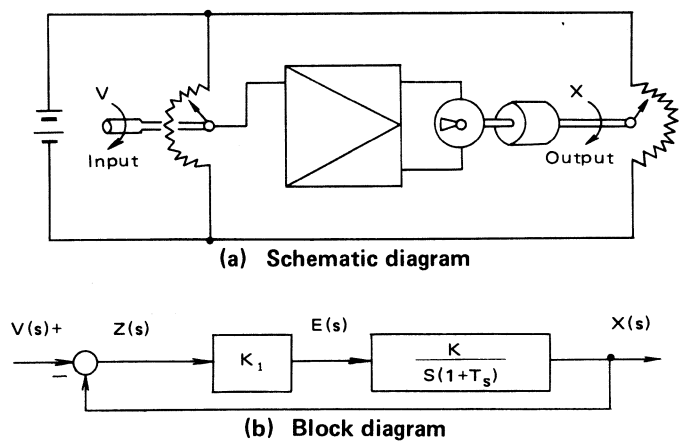 V
Input
X
Output
(a) Schematic diagram
V(s)+
Z(s)
E(s)
X(s)
−
K₁
K
S(1+Tₛ)
(b) Block diagram